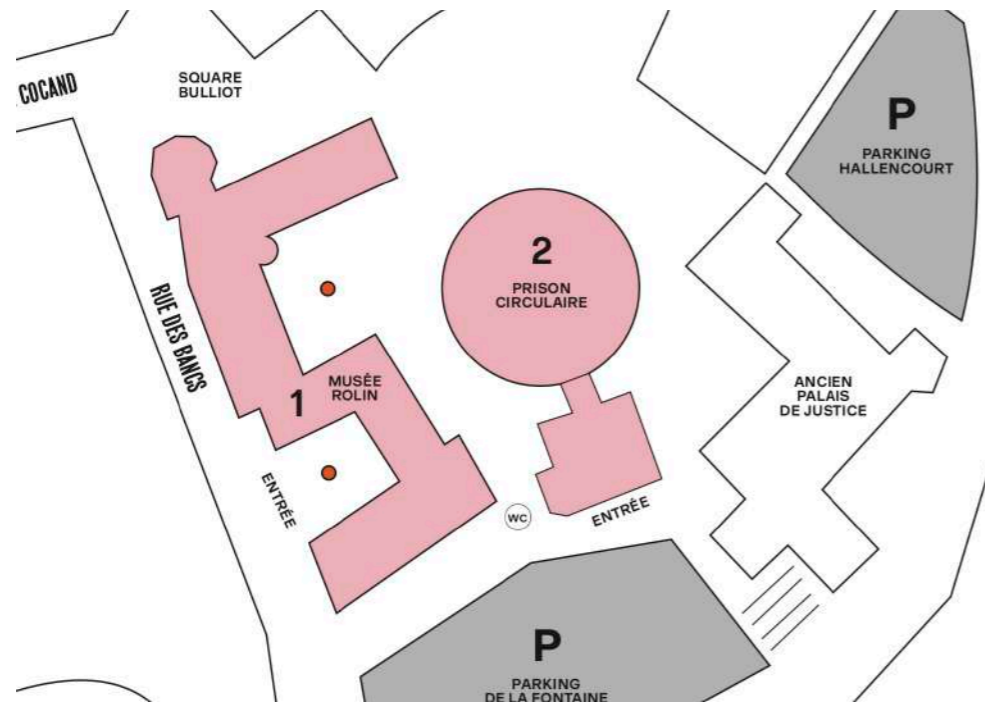 COCAND
SQUARE
BULLIOT
P
PARKING
HALLENCOURT
2
PRISON
CIRCULAIRE
RUE DES BANCS
1
MUSÉE
ROLIN
ANCIEN
PALAIS
DE JUSTICE
ENTRÉE
WC
ENTRÉE
P
PARKING
DE LA FONTAINE